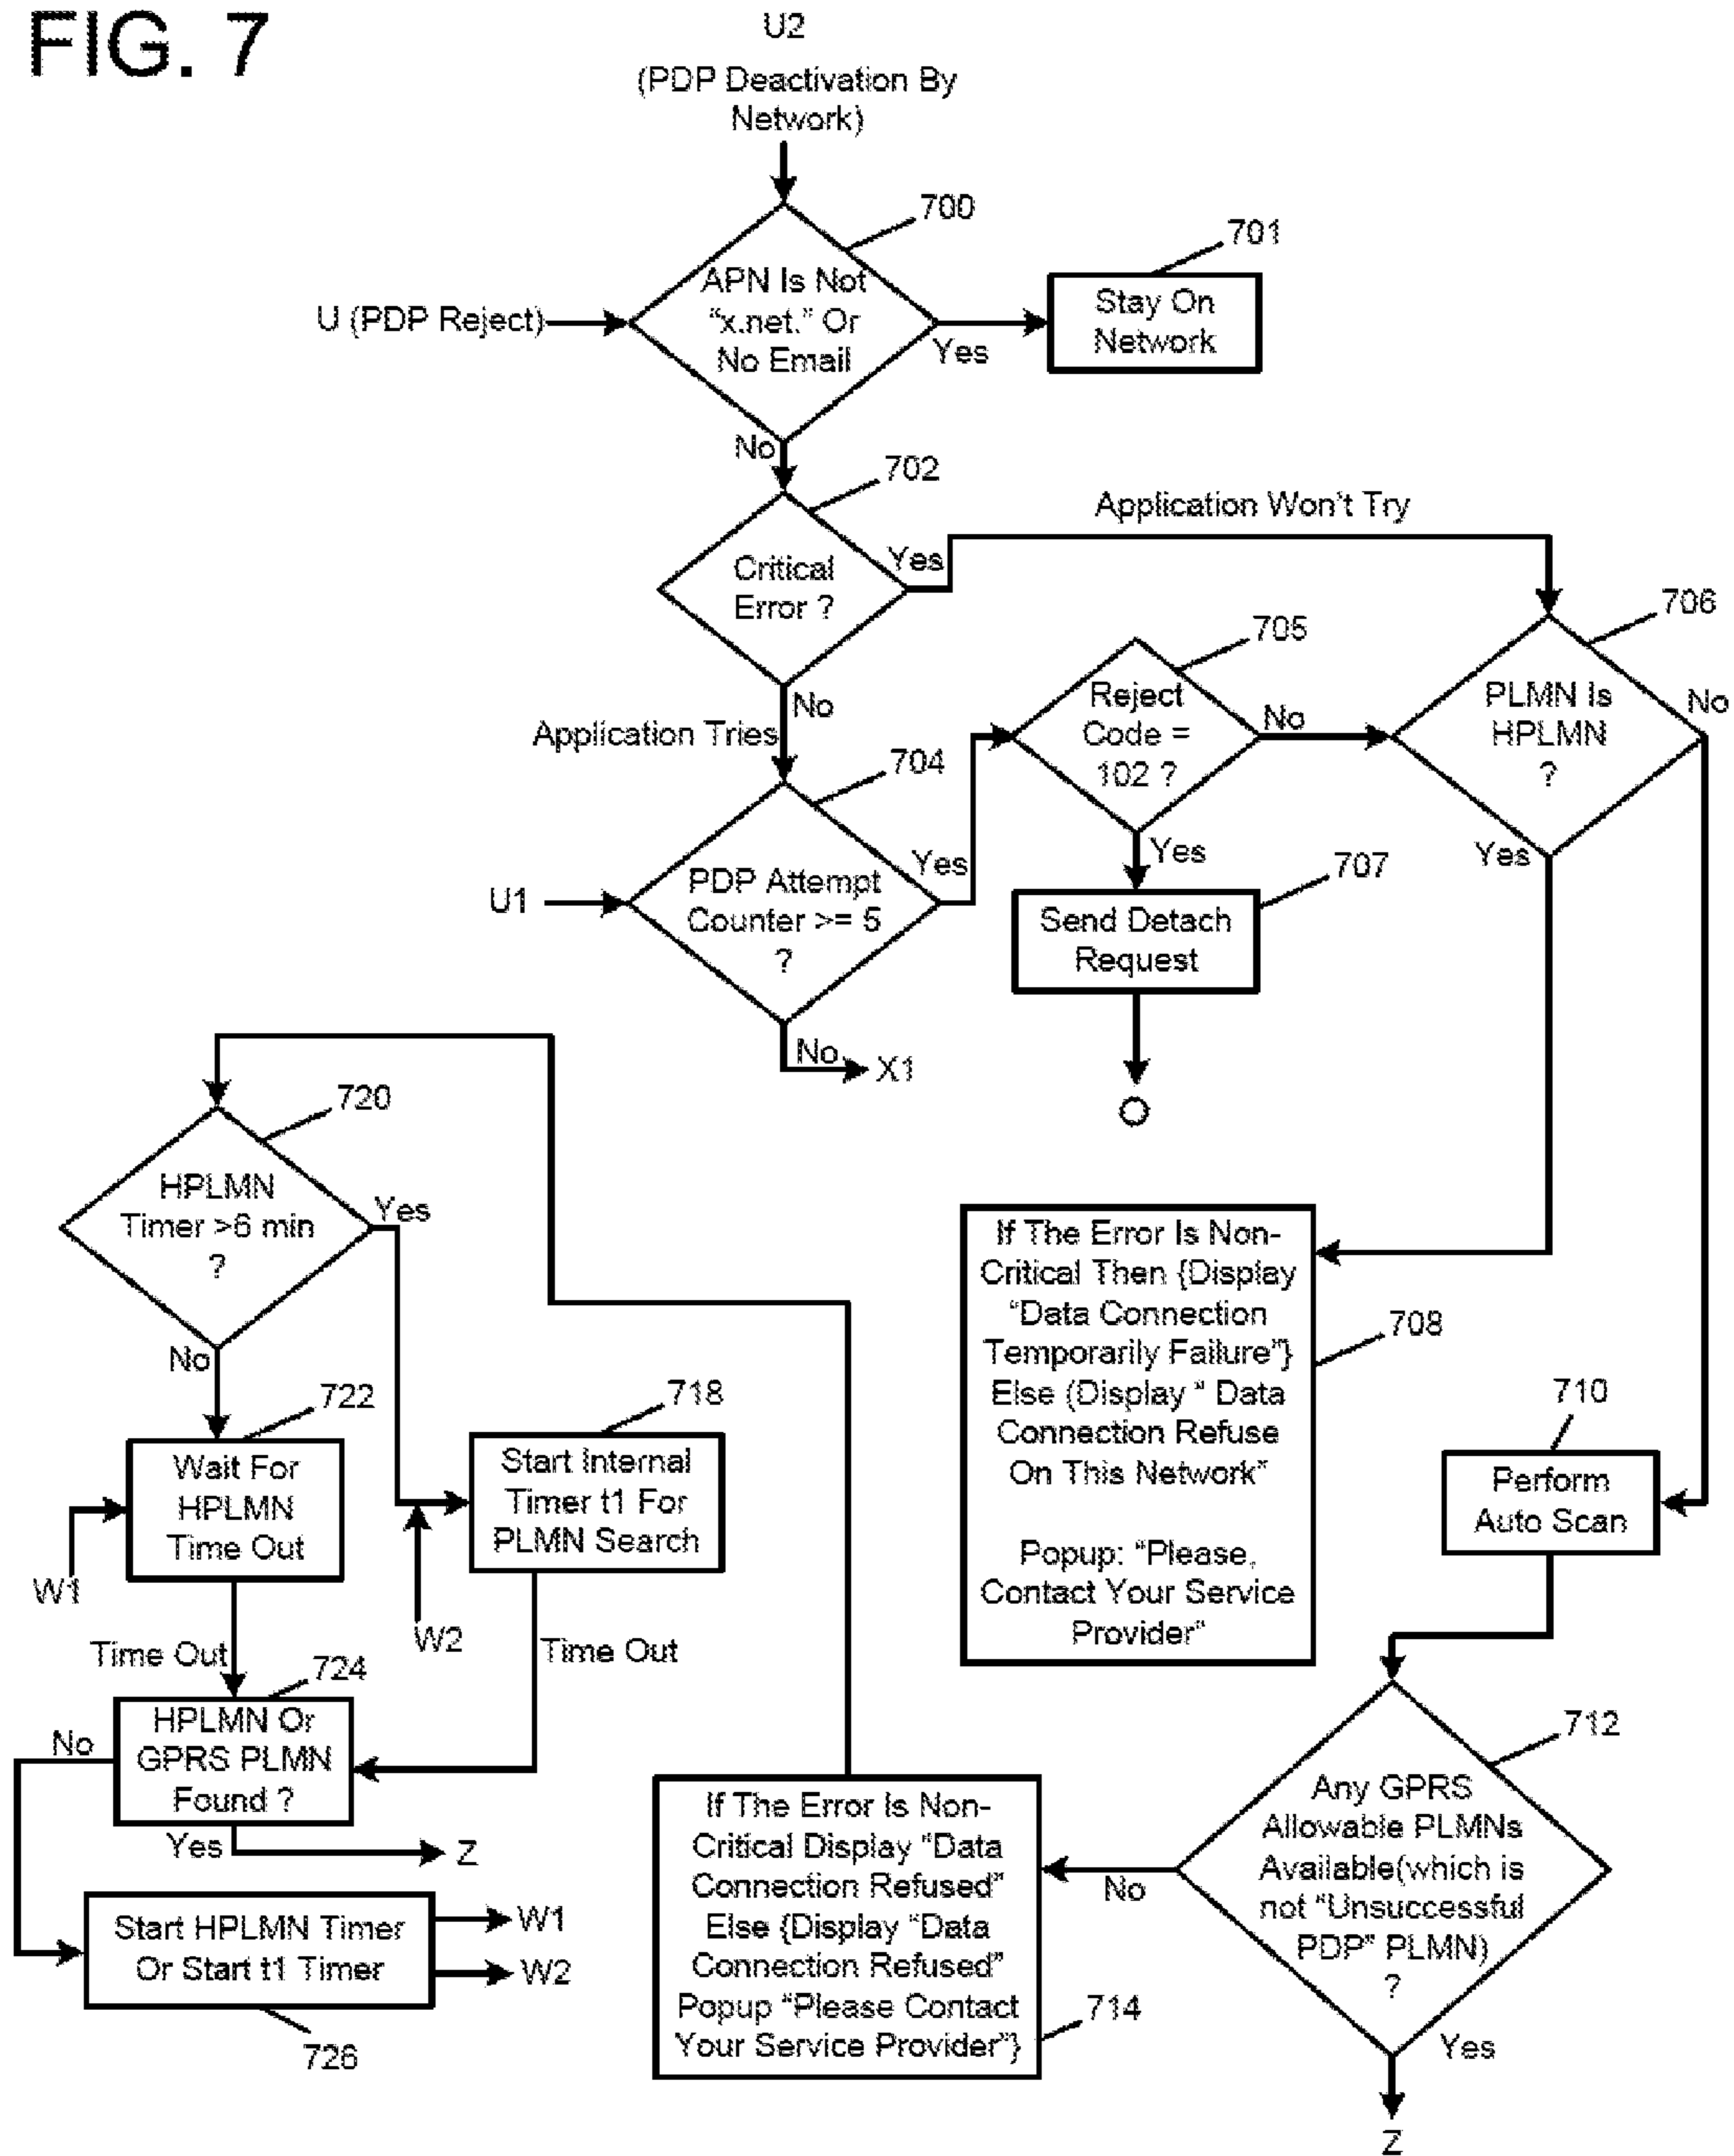 FIG. 7
U2
(PDP Deactivation By
Network)
700
APN Is Not
“x.net.” Or
No Email
U (PDP Reject)
Yes
701
Stay On
Network
No
702
Critical
Error ?
Yes
Application Won't Try
No
Application Tries
704
PDP Attempt
Counter >= 5
?
U1
Yes
No
X1
705
Reject
Code =
102 ?
No
Yes
707
Send Detach
Request
O
706
PLMN Is
HPLMN
?
No
Yes
720
HPLMN
Timer >6 min
?
Yes
No
722
Wait For
HPLMN
Time Out
W1
718
Start Internal
Timer t1 For
PLMN Search
W2
Time Out
Time Out
724
HPLMN Or
GPRS PLMN
Found ?
No
Yes
Z
Start HPLMN Timer
Or Start t1 Timer
W1
W2
726
If The Error Is Non-
Critical Then {Display
“Data Connection
Temporarily Failure”}
Else (Display “ Data
Connection Refuse
On This Network”
Popup: “Please,
Contact Your Service
Provider”
708
710
Perform
Auto Scan
712
Any GPRS
Allowable PLMNs
Available(which is
not “Unsuccessful
PDP” PLMN)
?
No
Yes
Z
If The Error Is Non-
Critical Display “Data
Connection Refused”
Else {Display “Data
Connection Refused”
Popup “Please Contact
Your Service Provider”}
714